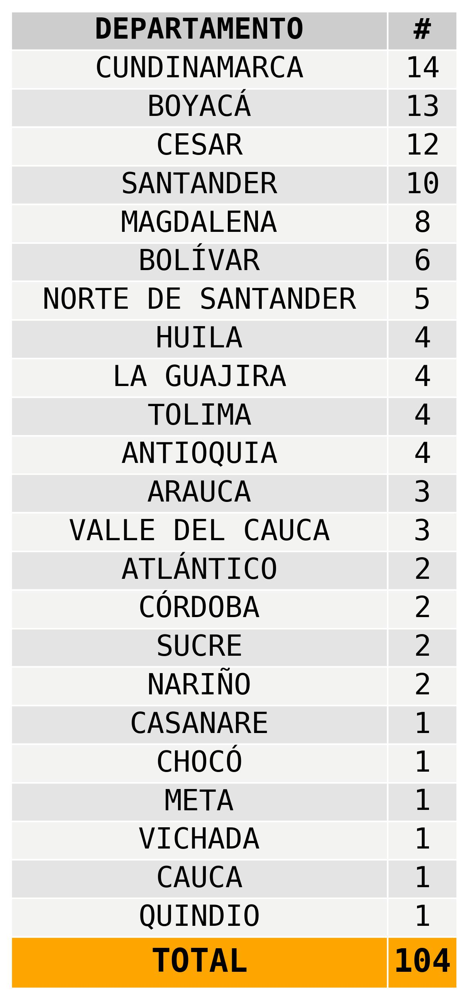 DEPARTAMENTO #
CUNDINAMARCA 14
BOYACÁ 13
CESAR 12
SANTANDER 10
MAGDALENA 8
BOLÍVAR 6
NORTE DE SANTANDER 5
HUILA 4
LA GUAJIRA 4
TOLIMA 4
ANTIOQUIA 4
ARAUCA 3
VALLE DEL CAUCA 3
ATLÁNTICO 2
CÓRDOBA 2
SUCRE 2
NARIÑO 2
CASANARE 1
CHOCÓ 1
META 1
VICHADA 1
CAUCA 1
QUINDIO 1
TOTAL 104